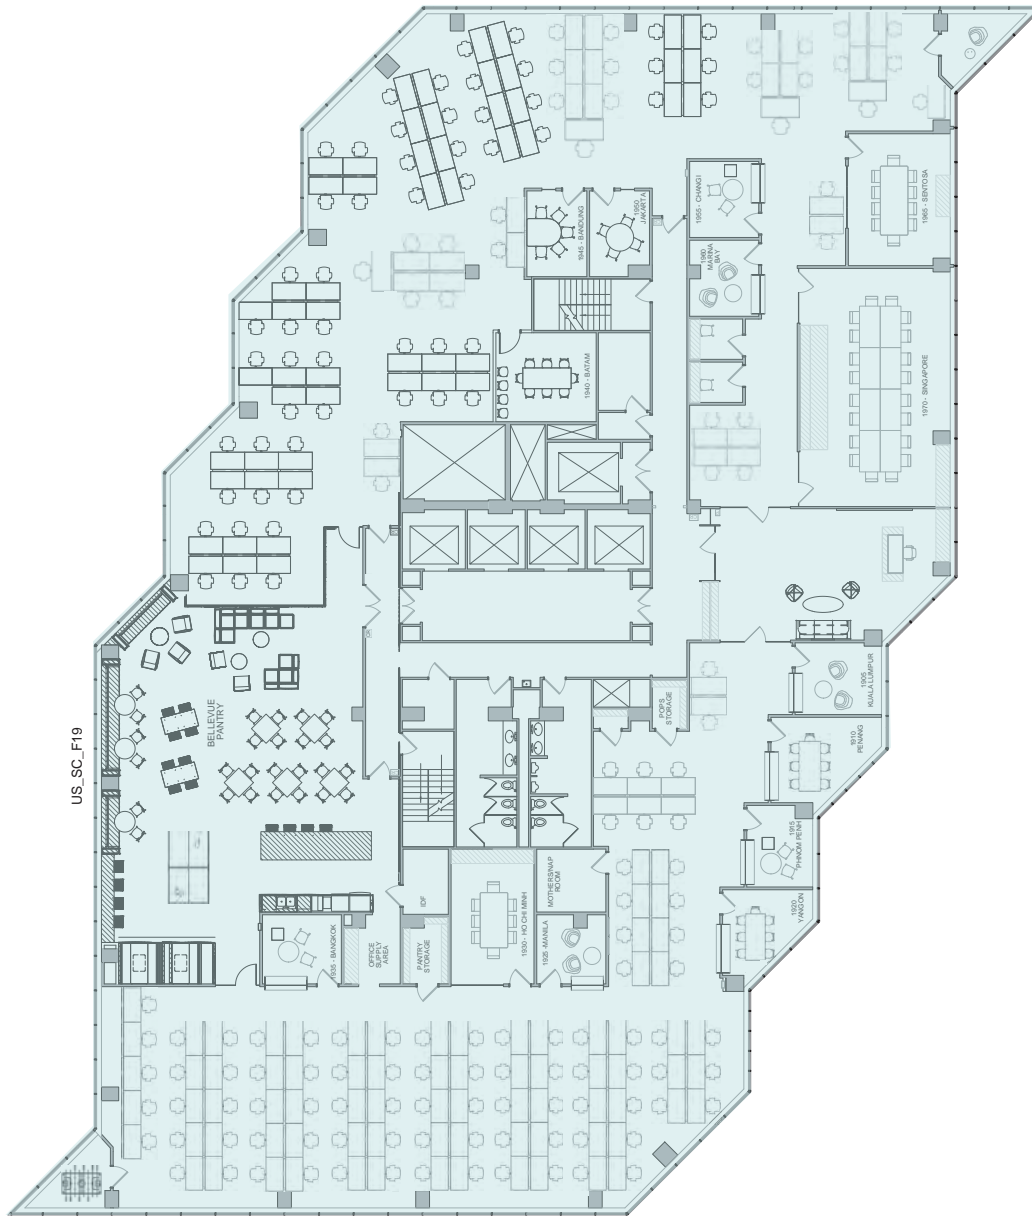 1955 - CHANGI
1965 - SENTOSA
1945 - BANDUNG
1950
JAKARTA
1960
MARINA
BAY
1940 - BATAM
1970 - SINGAPORE
US_SC_F19
BELLEVUE
PANTRY
POPS
STORAGE
1905
KUALA LUMPUR
1910
PENANG
1915
PHNOM PENH
1920
YANGON
IDF
MOTHERS/NAP
ROOM
1935 - BANGKOK
OFFICE
SUPPLY
AREA
PANTRY
STORAGE
1930 - HO CHI MINH
1925 -MANILA